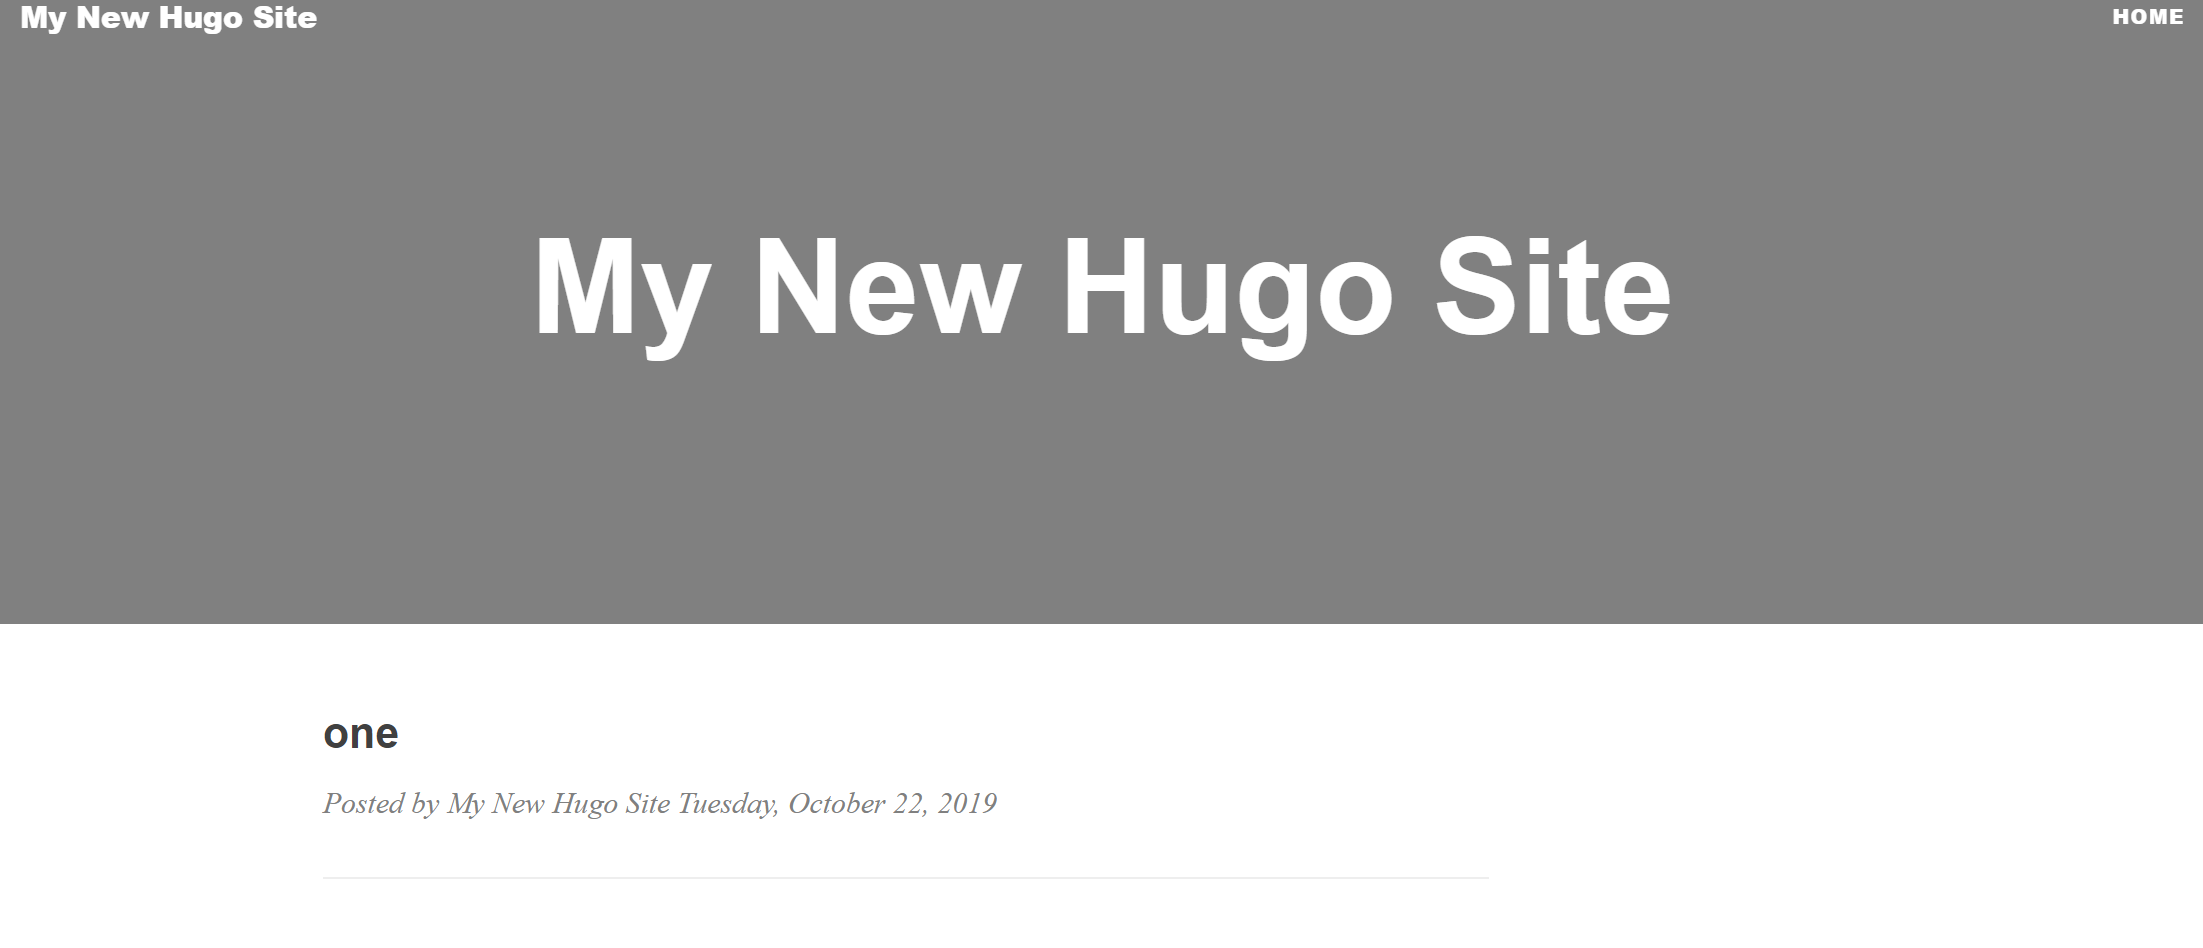 My New Hugo Site
HOME
My New Hugo Site
one
Posted by My New Hugo Site Tuesday, October 22, 2019